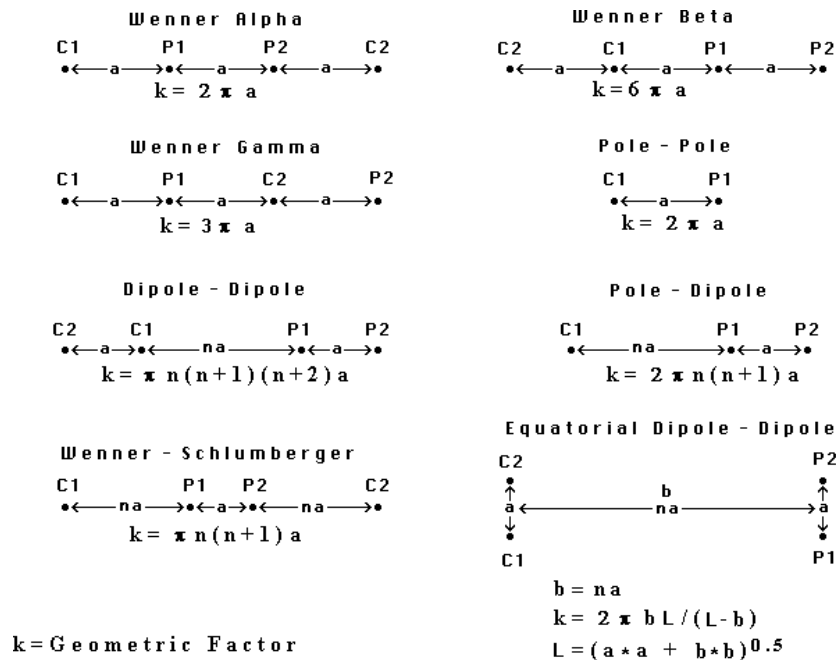 Wenner Alpha
C1 P1 P2 C2
a a a
k = 2 π a
Wenner Beta
C2 C1 P1 P2
a a a
k = 6 π a
Wenner Gamma
C1 P1 C2 P2
a a a
k = 3 π a
Pole - Pole
C1 P1
a
k = 2 π a
Dipole - Dipole
C2 C1 P1 P2
a na a
k = π n(n+1)(n+2)a
Pole - Dipole
C1 P1 P2
na a
k = 2 π n(n+1)a
Wenner - Schlumberger
C1 P1 P2 C2
na a na
k = π n(n+1)a
Equatorial Dipole - Dipole
C2 P2
b
a na a
C1 P1
b = na
k = 2 π b L/(L-b)
L = (a*a + b*b)0.5
k=Geometric Factor